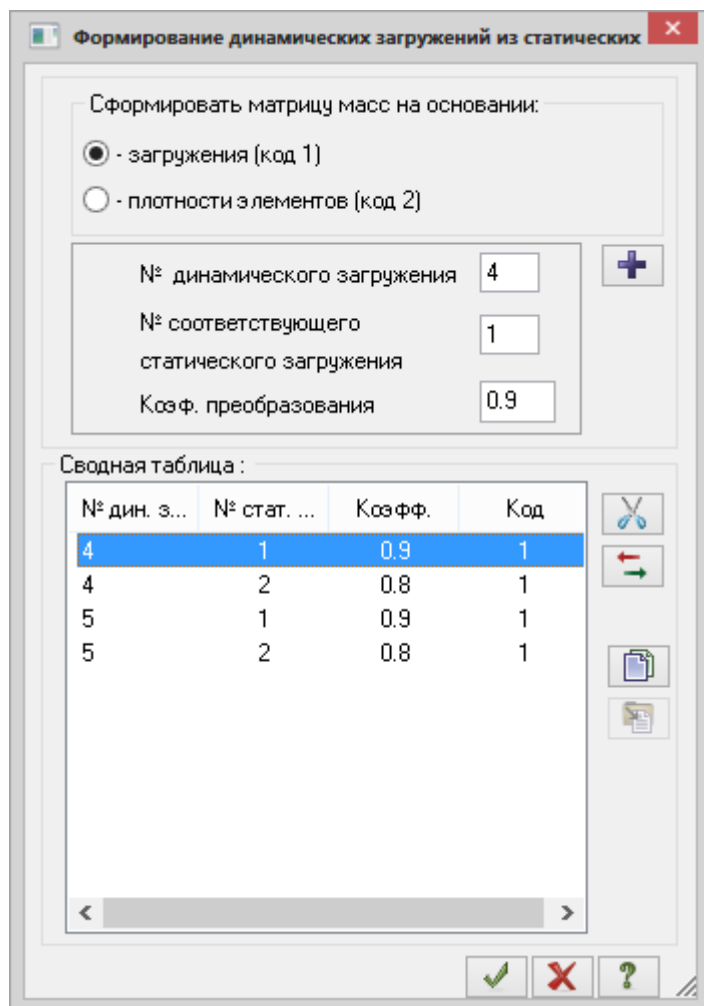 Формирование динамических загружений из статических
Сформировать матрицу масс на основании:
- загружения (код 1)
- плотности элементов (код 2)
№ динамического загружения 4
№ соответствующего
статического загружения 1
Коэф. преобразования 0.9
Сводная таблица :
№ дин. з... № стат. ... Коэфф. Код
4 1 0.9 1
4 2 0.8 1
5 1 0.9 1
5 2 0.8 1